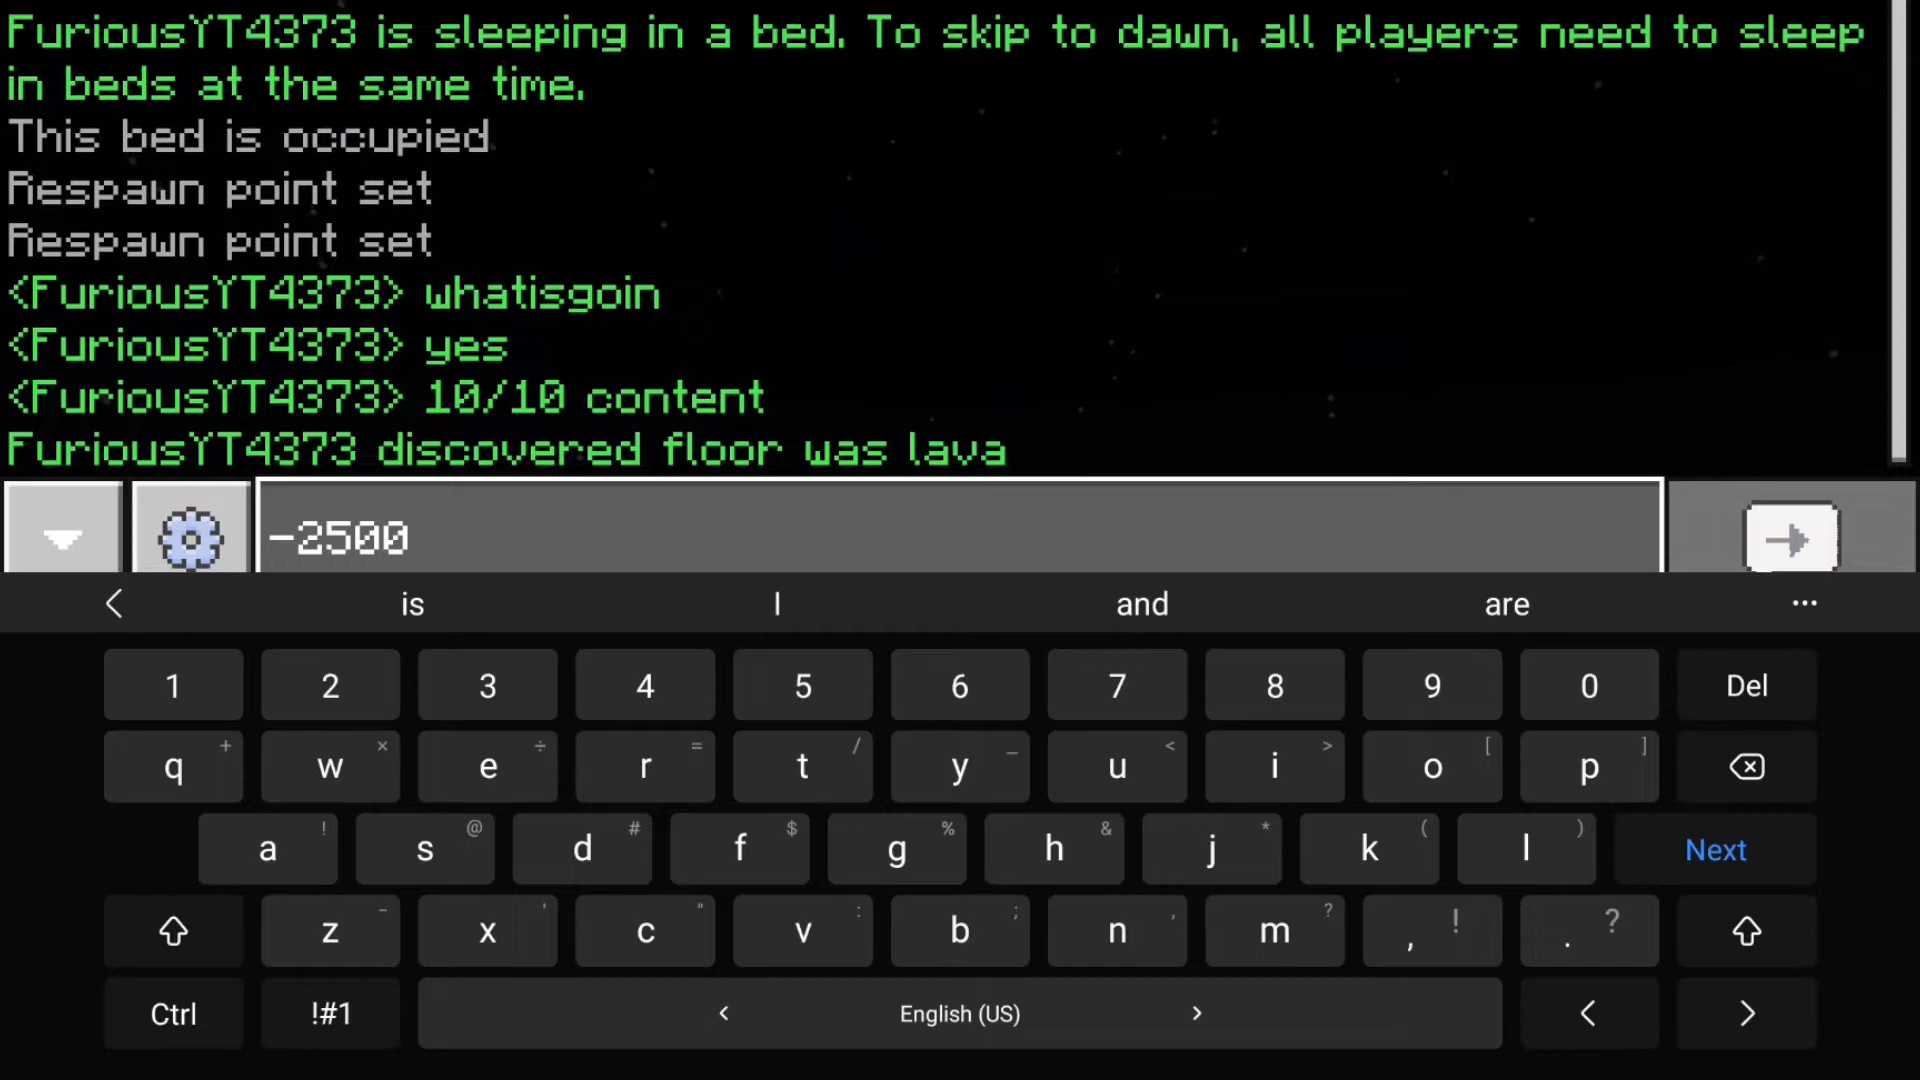 FuriousYT4373 is sleeping in a bed. To skip to dawn, all players need to sleep
in beds at the same time.
This bed is occupied
Respawn point set
Respawn point set
<FuriousYT4373> whatisgoin
<FuriousYT4373> yes
<FuriousYT4373> 10/10 content
FuriousYT4373 discovered floor was lava
-2500
is I and are ...
1 2 3 4 5 6 7 8 9 0 Del
q + w × e ÷ r = t / y _ u < i > o [ p ]
a ! s @ d # f $ g % h & j * k ( l ) Next
z - x ' c " v : b ; n , m ? , ! . ?
Ctrl !#1 < English (US) > < >